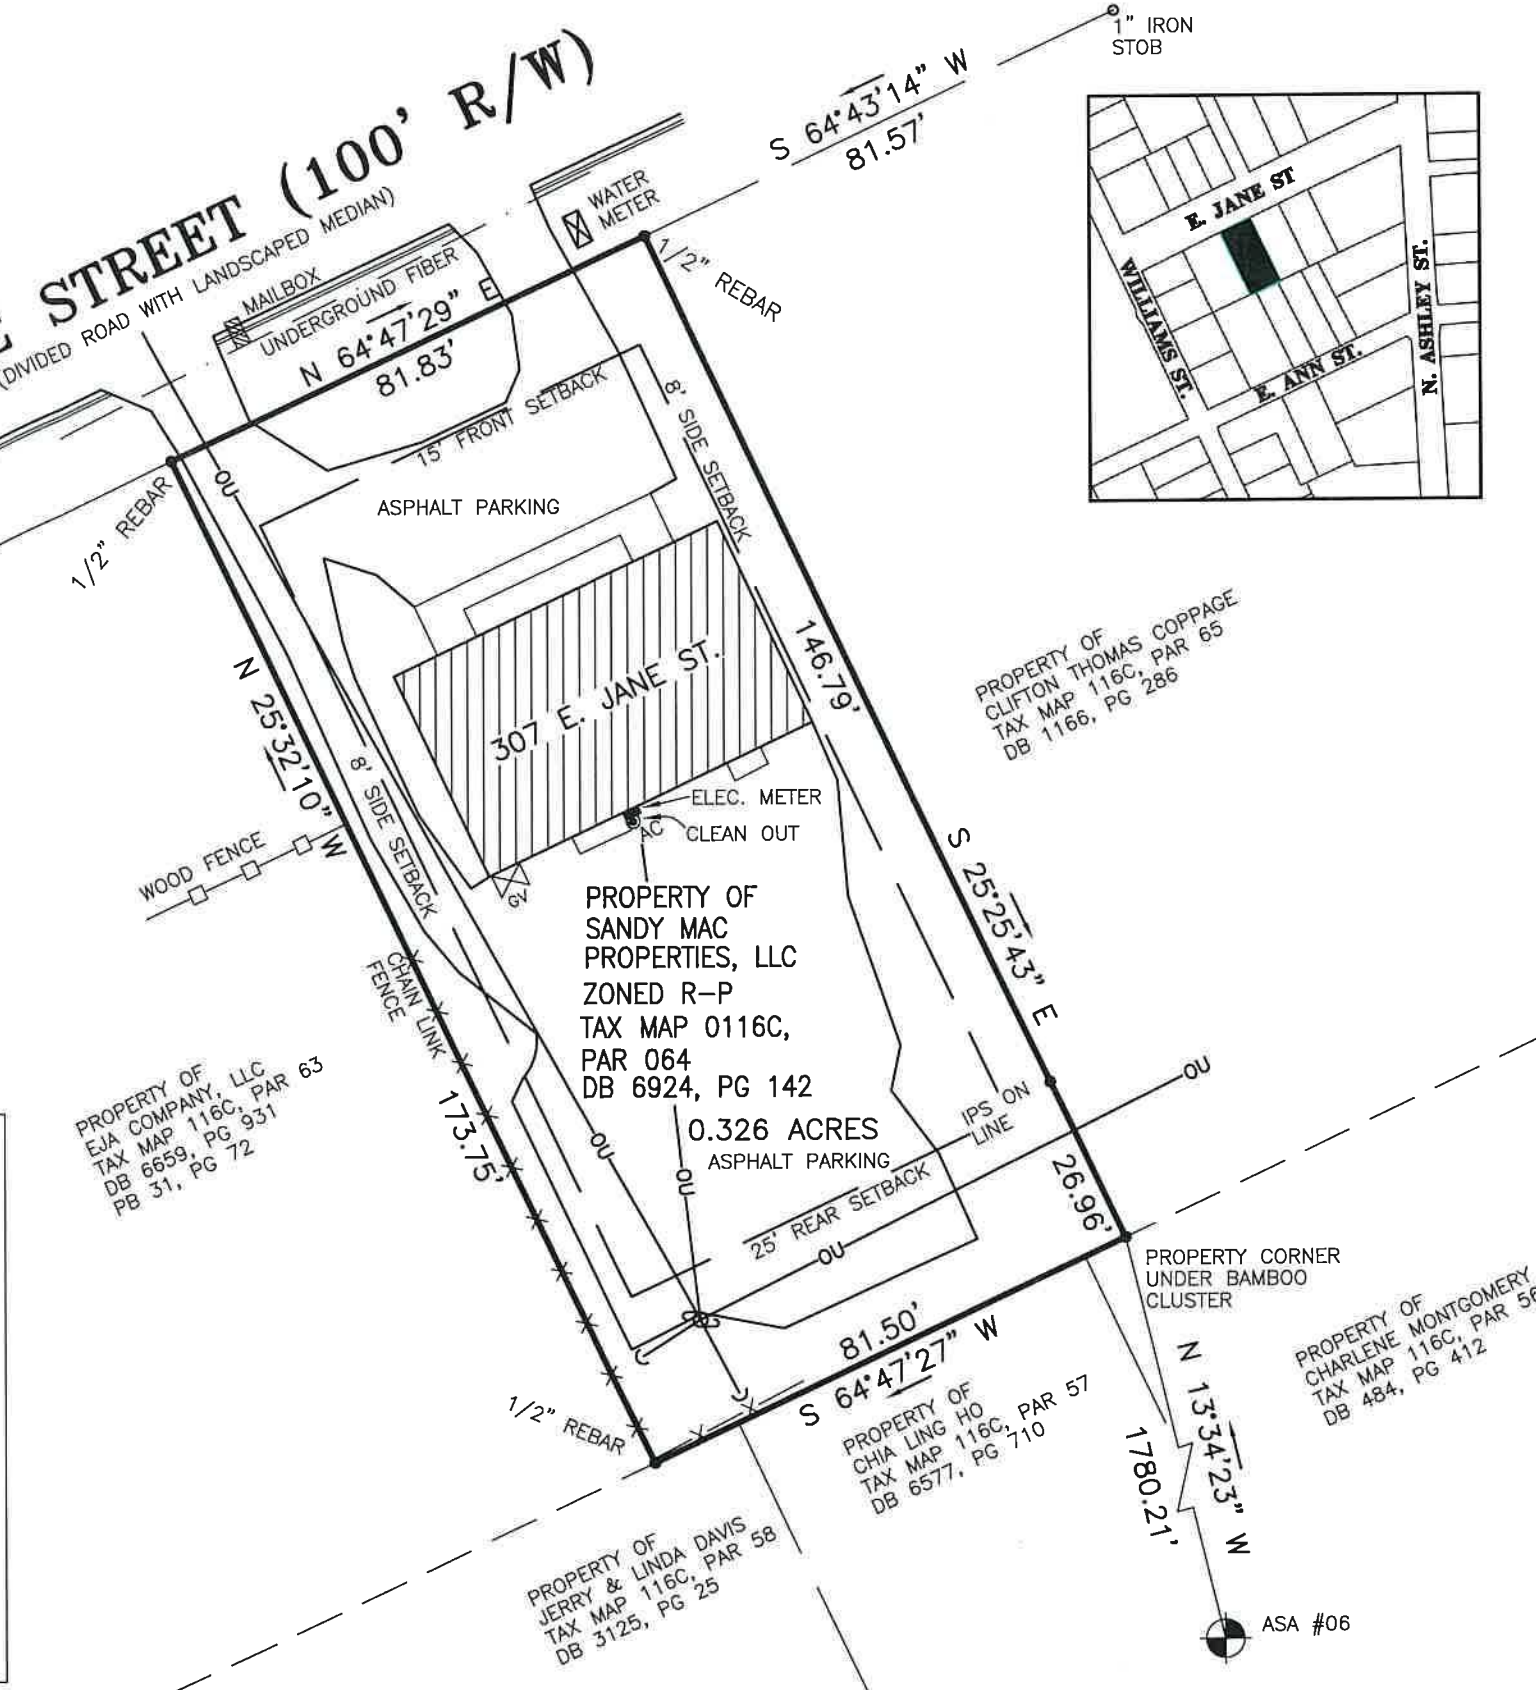 1" IRON
STOB
S 64°43'14" W
81.57'
STREET (100' R/W)
(DIVIDED ROAD WITH LANDSCAPED MEDIAN)
WATER
METER
MAILBOX
UNDERGROUND FIBER
N 64°47'29" E
81.83'
1/2" REBAR
E. JANE ST
WILLIAMS ST.
E. ANN ST.
N. ASHLEY ST.
15' FRONT SETBACK
8' SIDE SETBACK
OU
1/2" REBAR
ASPHALT PARKING
307 E. JANE ST.
146.79'
PROPERTY OF
CLIFTON THOMAS COPPAGE
TAX MAP 116C, PAR 65
DB 1166, PG 286
N 25°32'10" W
8' SIDE SETBACK
ELEC. METER
AC
CLEAN OUT
GV
WOOD FENCE
S 25°25'43" E
PROPERTY OF
SANDY MAC
PROPERTIES, LLC
ZONED R-P
TAX MAP 0116C,
PAR 064
DB 6924, PG 142
0.326 ACRES
ASPHALT PARKING
CHAIN LINK
FENCE
PROPERTY OF
EJA COMPANY, LLC
TAX MAP 116C, PAR 63
DB 6659, PG 931
PB 31, PG 72
173.75'
OU
OU
OU
IPS ON
LINE
26.96'
25' REAR SETBACK
OU
PROPERTY CORNER
UNDER BAMBOO
CLUSTER
81.50'
S 64°47'27" W
1/2" REBAR
PROPERTY OF
CHIA LING HO
TAX MAP 116C, PAR 57
DB 6577, PG 710
PROPERTY OF
CHARLENE MONTGOMERY
TAX MAP 116C, PAR 56
DB 484, PG 412
N 13°34'23" W
1780.21'
PROPERTY OF
JERRY & LINDA DAVIS
TAX MAP 116C, PAR 58
DB 3125, PG 25
ASA #06